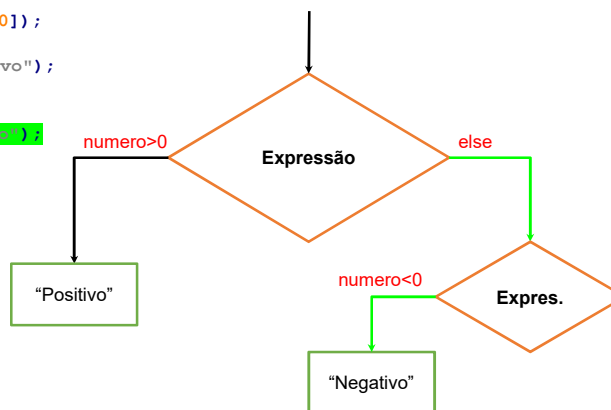 0]);
vo");
o");
numero>0
Expressão
else
"Positivo"
numero<0
Expres.
"Negativo"